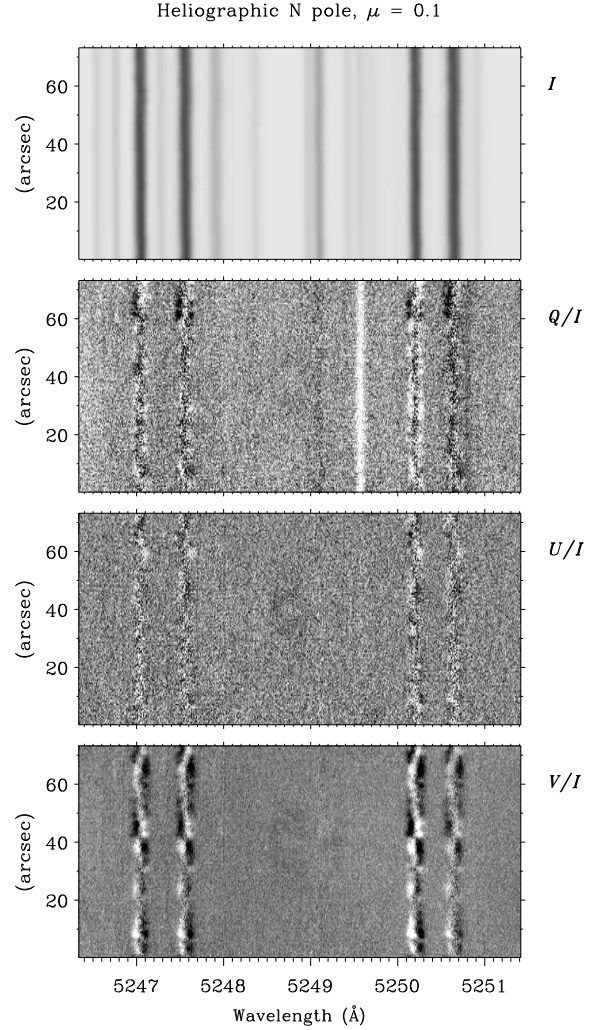 Heliographic N pole, μ = 0.1
60
40
20
(arcsec)
I
60
40
20
(arcsec)
Q/I
60
40
20
(arcsec)
U/I
60
40
20
(arcsec)
V/I
5247 5248 5249 5250 5251
Wavelength (Å)